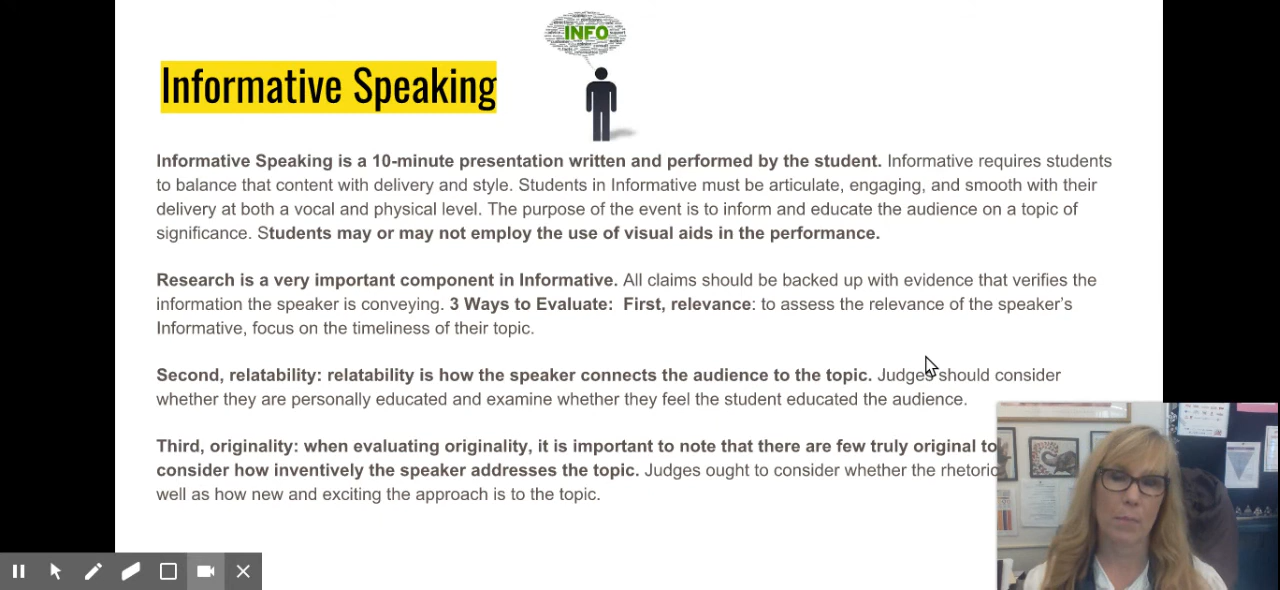 INFO
Informative Speaking
Informative Speaking is a 10-minute presentation written and performed by the student. Informative requires students
to balance that content with delivery and style. Students in Informative must be articulate, engaging, and smooth with their
delivery at both a vocal and physical level. The purpose of the event is to inform and educate the audience on a topic of
significance. Students may or may not employ the use of visual aids in the performance.
Research is a very important component in Informative. All claims should be backed up with evidence that verifies the
information the speaker is conveying. 3 Ways to Evaluate: First, relevance: to assess the relevance of the speaker's
Informative, focus on the timeliness of their topic.
Second, relatability: relatability is how the speaker connects the audience to the topic. Judges should consider
whether they are personally educated and examine whether they feel the student educated the audience.
Third, originality: when evaluating originality, it is important to note that there are few truly original to
consider how inventively the speaker addresses the topic. Judges ought to consider whether the rhetoric
well as how new and exciting the approach is to the topic.